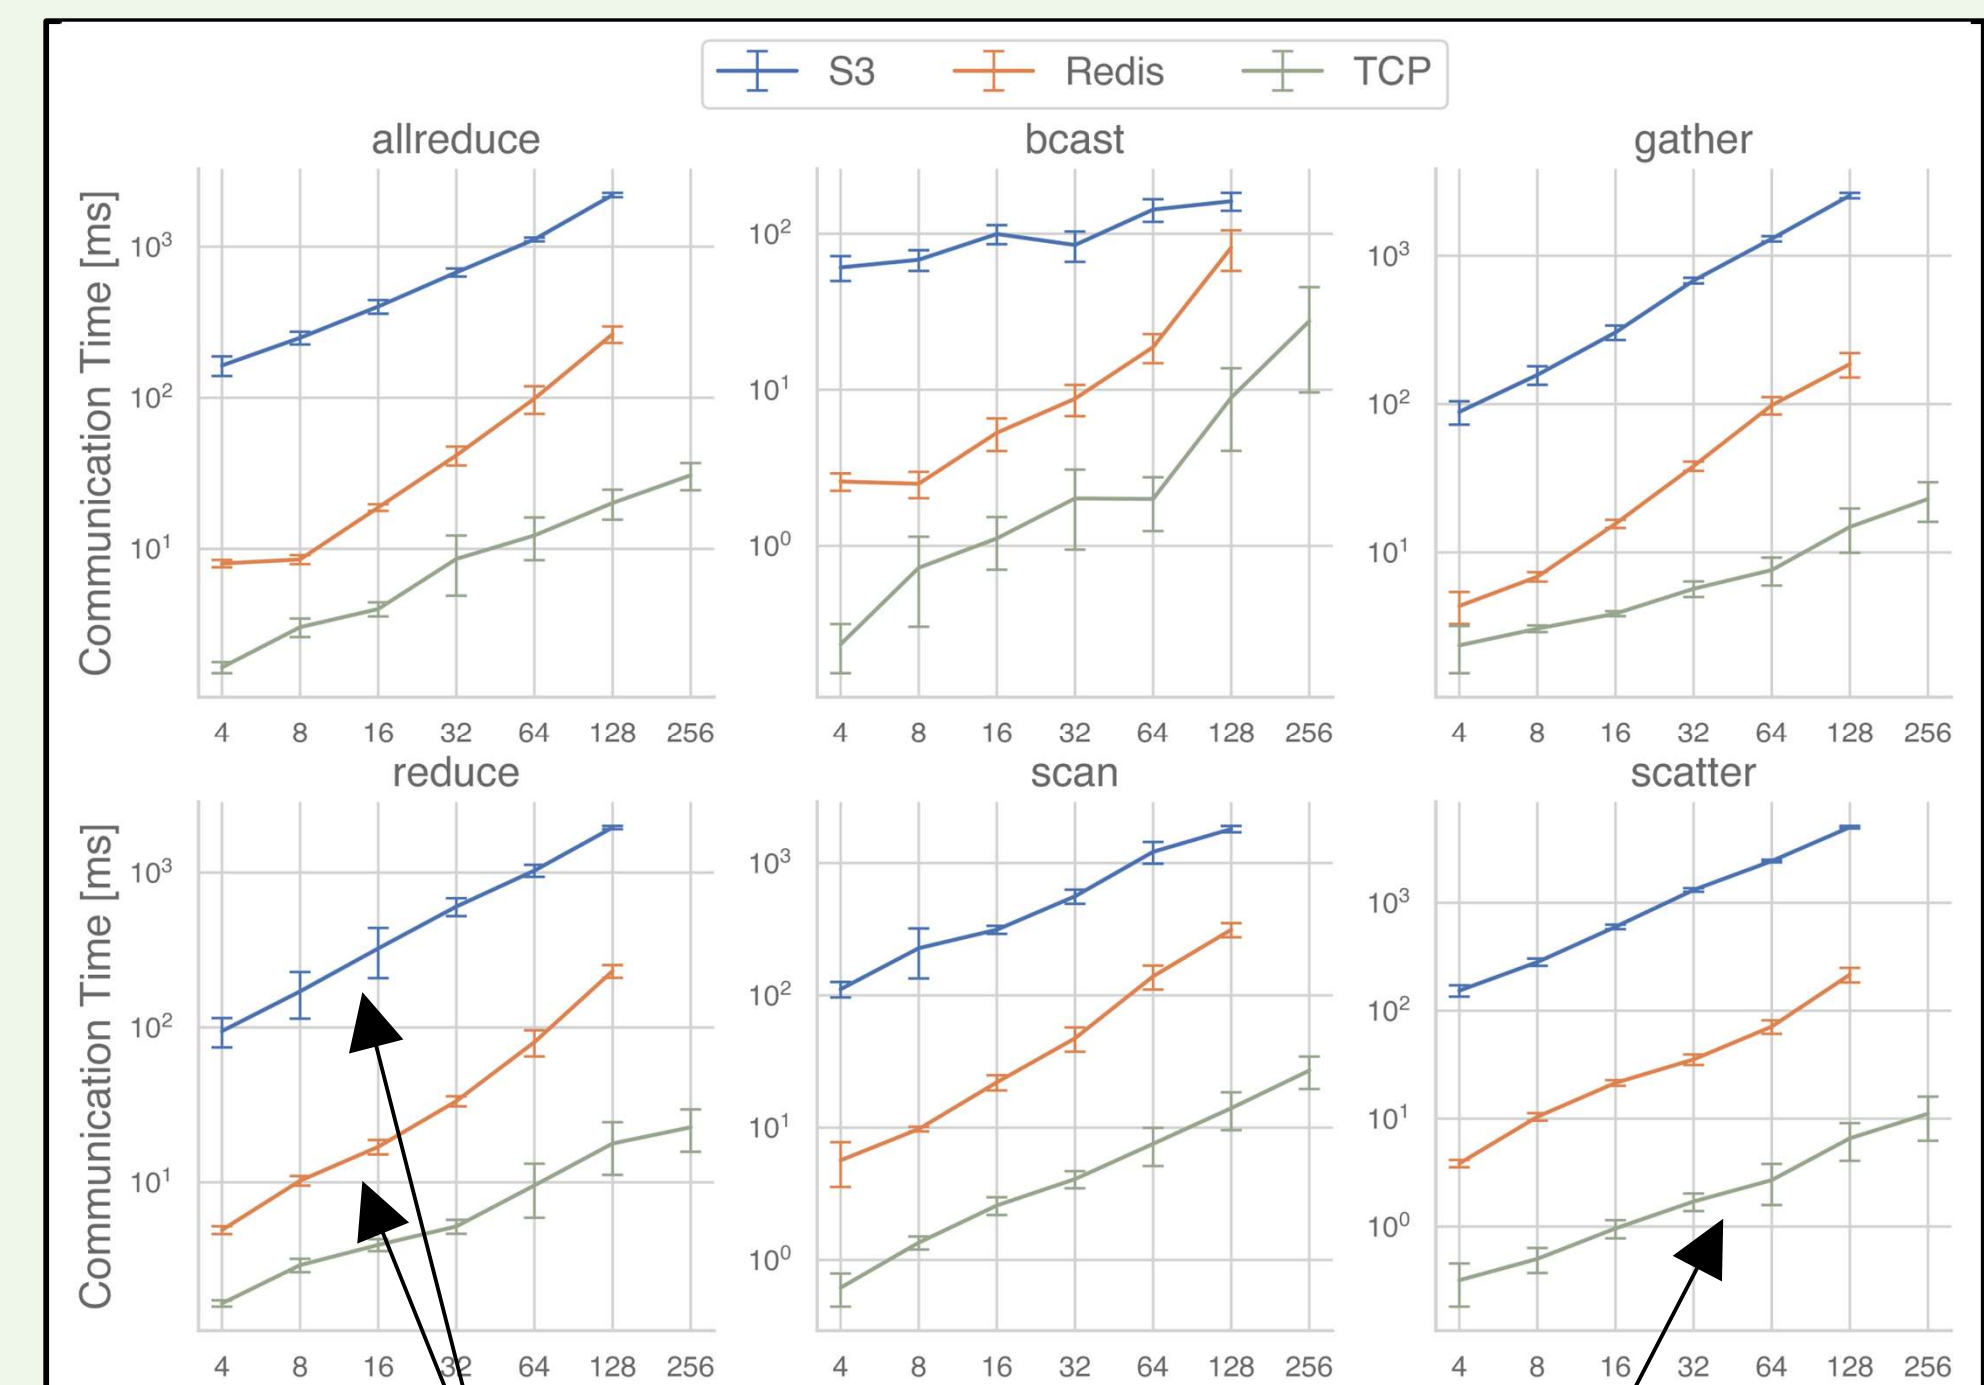 S3 Redis TCP
allreduce bcast gather
Communication Time [ms]
10³
10²
10¹
10²
10¹
10⁰
10³
10²
10¹
4 8 16 32 64 128 256
4 8 16 32 64 128 256
4 8 16 32 64 128 256
reduce scan scatter
Communication Time [ms]
10³
10²
10¹
10³
10²
10¹
10⁰
10³
10²
10¹
10⁰
4 8 16 32 64 128 256
4 8 16 32 64 128 256
4 8 16 32 64 128 256